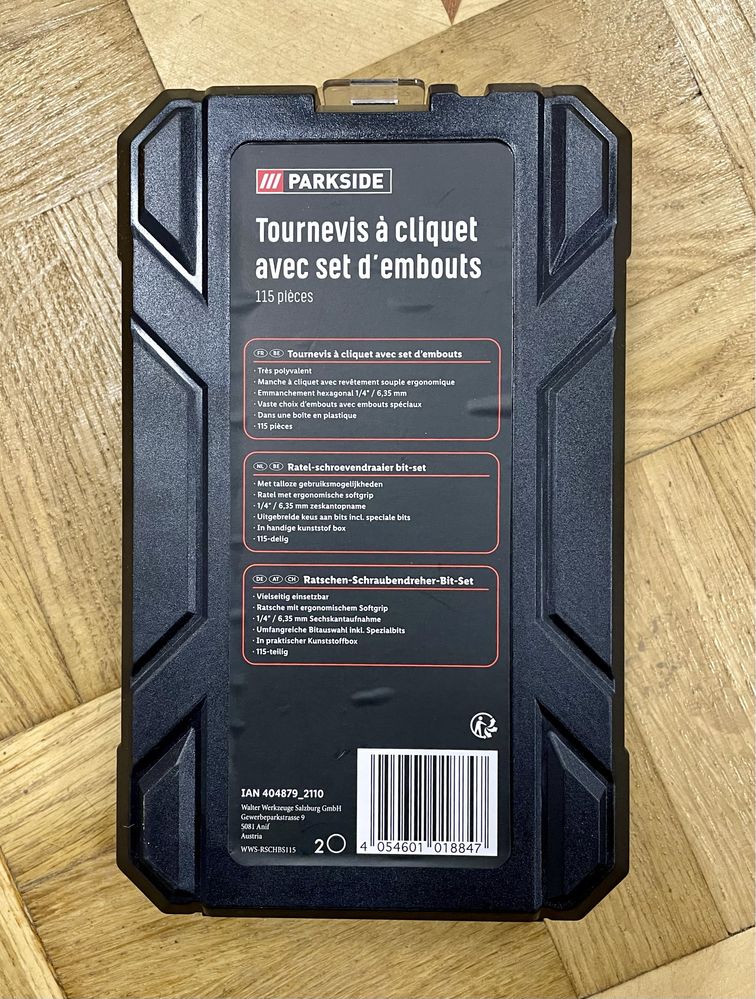 PARKSIDE
Tournevis à cliquet
avec set d'embouts
115 pièces
FR BE Tournevis à cliquet avec set d'embouts
· Très polyvalent
· Manche à cliquet avec revêtement souple ergonomique
· Emmanchement hexagonal 1/4" / 6,35 mm
· Vaste choix d'embouts avec embouts spéciaux
· Dans une boîte en plastique
· 115 pièces
NL BE Ratel-schroevendraaier bit-set
· Met talloze gebruiksmogelijkheden
· Ratel met ergonomische softgrip
· 1/4" / 6,35 mm zeskantopname
· Uitgebreide keus aan bits incl. speciale bits
· In handige kunststof box
· 115-delig
DE AT CH Ratschen-Schraubendreher-Bit-Set
· Vielseitig einsetzbar
· Ratsche mit ergonomischem Softgrip
· 1/4" / 6,35 mm Sechskantaufnahme
· Umfangreiche Bitauswahl inkl. Spezialbits
· In praktischer Kunststoffbox
· 115-teilig
IAN 404879_2110
Walter Werkzeuge Salzburg GmbH
Gewerbeparkstrasse 9
5081 Anif
Austria
WWS-RSCHBS115
2
4 054601 018847